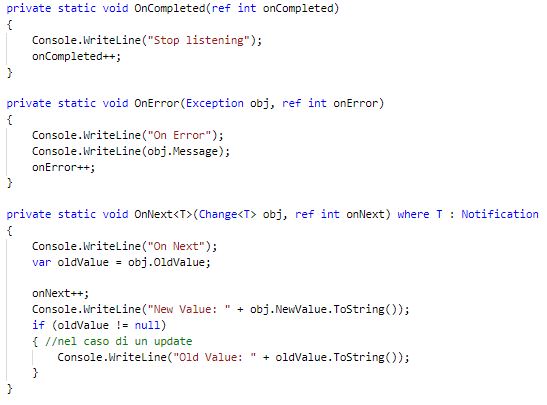 private static void OnCompleted(ref int onCompleted)
{
    Console.WriteLine("Stop listening");
    onCompleted++;
}
private static void OnError(Exception obj, ref int onError)
{
    Console.WriteLine("On Error");
    Console.WriteLine(obj.Message);
    onError++;
}
private static void OnNext<T>(Change<T> obj, ref int onNext) where T : Notification
{
    Console.WriteLine("On Next");
    var oldValue = obj.OldValue;
    onNext++;
    Console.WriteLine("New Value: " + obj.NewValue.ToString());
    if (oldValue != null)
    { //nel caso di un update
        Console.WriteLine("Old Value: " + oldValue.ToString());
    }
}